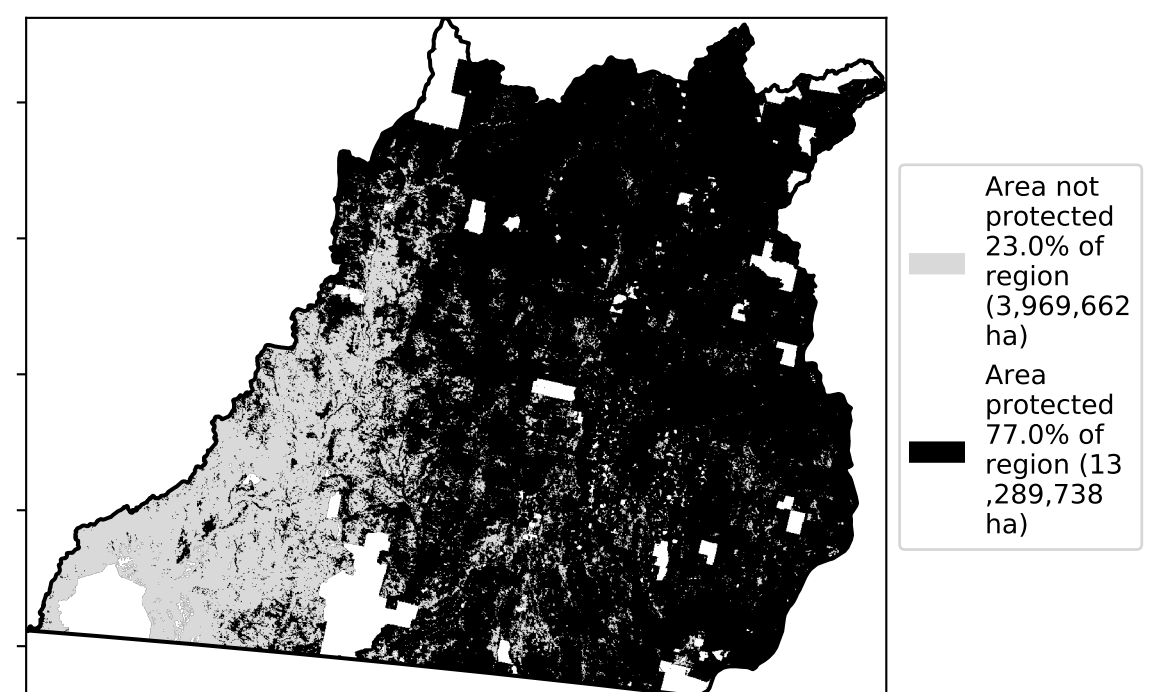 Area not
protected
23.0% of
region
(3,969,662
ha)
Area
protected
77.0% of
region (13
,289,738
ha)